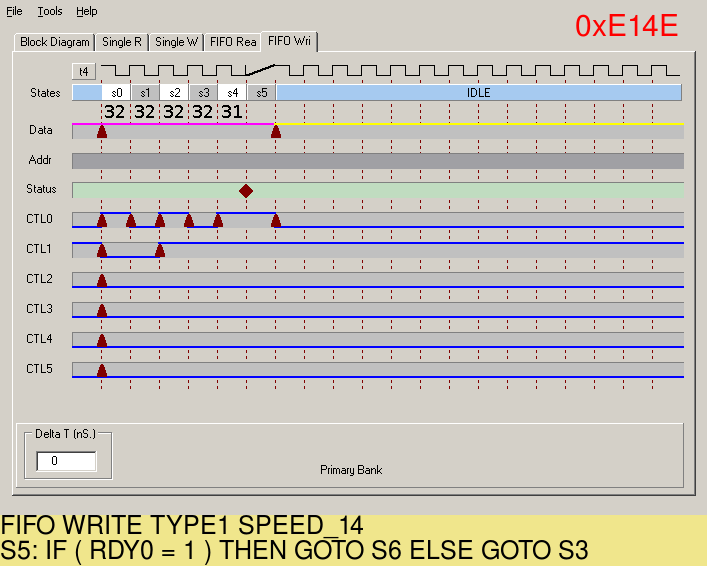 File Tools Help
0xE14E
Block Diagram Single R Single W FIFO Rea FIFO Wri
t4
States s0 s1 s2 s3 s4 s5 IDLE
32 32 32 32 31
Data
Addr
Status
CTL0
CTL1
CTL2
CTL3
CTL4
CTL5
Delta T (nS.)
0
Primary Bank
FIFO WRITE TYPE1 SPEED_14
S5: IF ( RDY0 = 1 ) THEN GOTO S6 ELSE GOTO S3